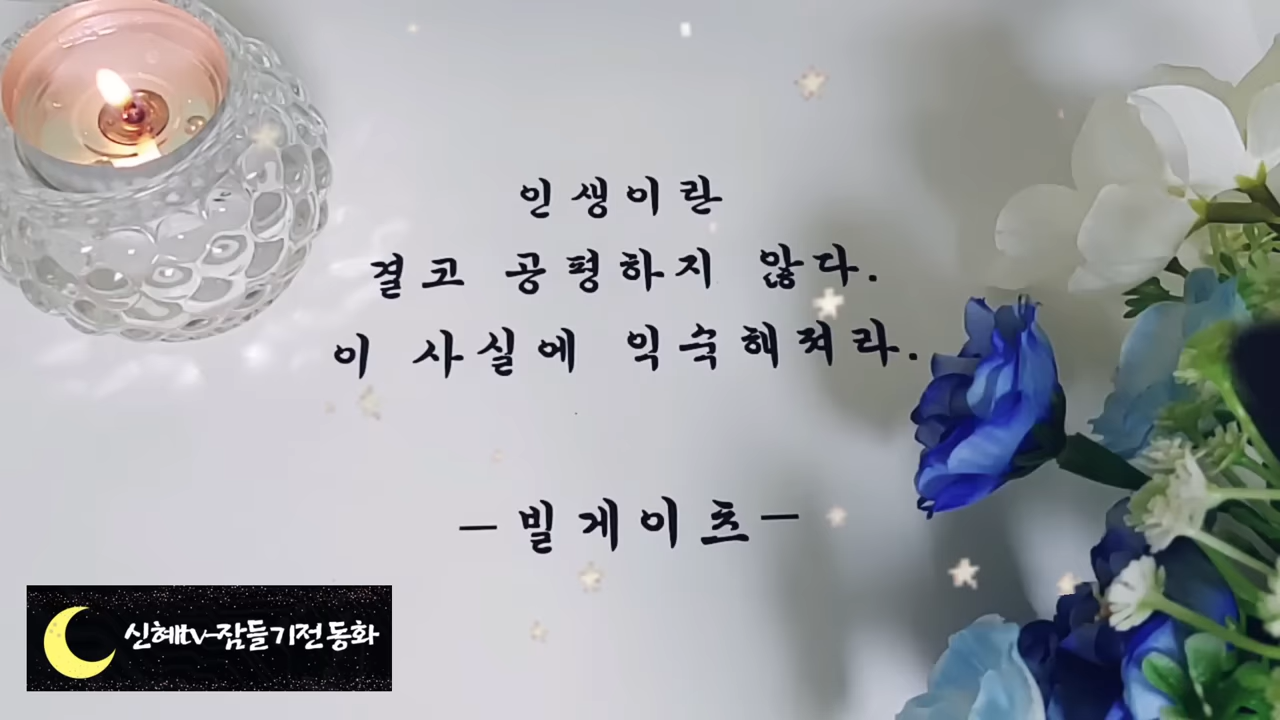 인생이란
결코 공평하지 않다.
이 사실에 익숙해져라.
-빌게이츠-
신혜tv-잠들기전 동화